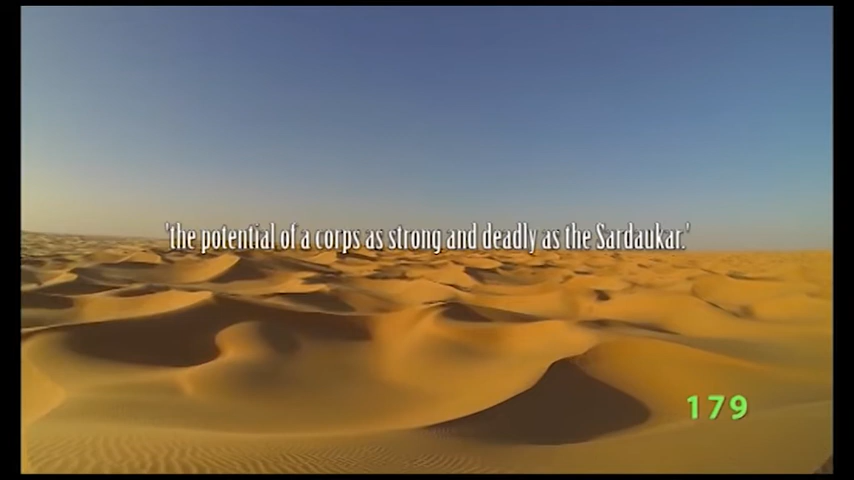 'the potential of a corps as strong and deadly as the Sardaukar.'
179